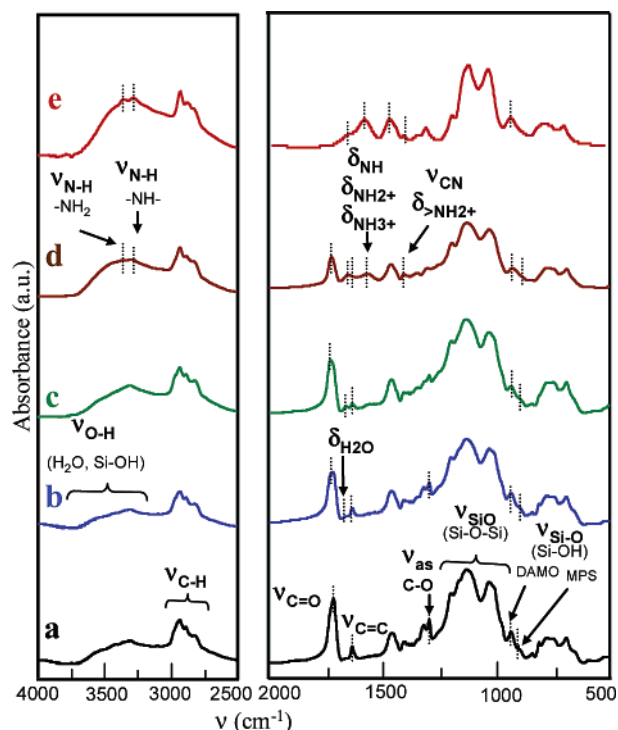 e
νN-H
-NH2
νN-H
-NH-
δNH
δNH2+
δNH3+
νCN
δ>NH2+
d
Absorbance (a.u.)
c
νO-H
(H2O, Si-OH)
b
δH2O
νSiO
(Si-O-Si)
νSi-O
(Si-OH)
νC-H
νas
C-O
DAMO
MPS
νC=O
νC=C
a
4000 3500 3000 2500 2000 1500 1000 500
ν (cm-1)